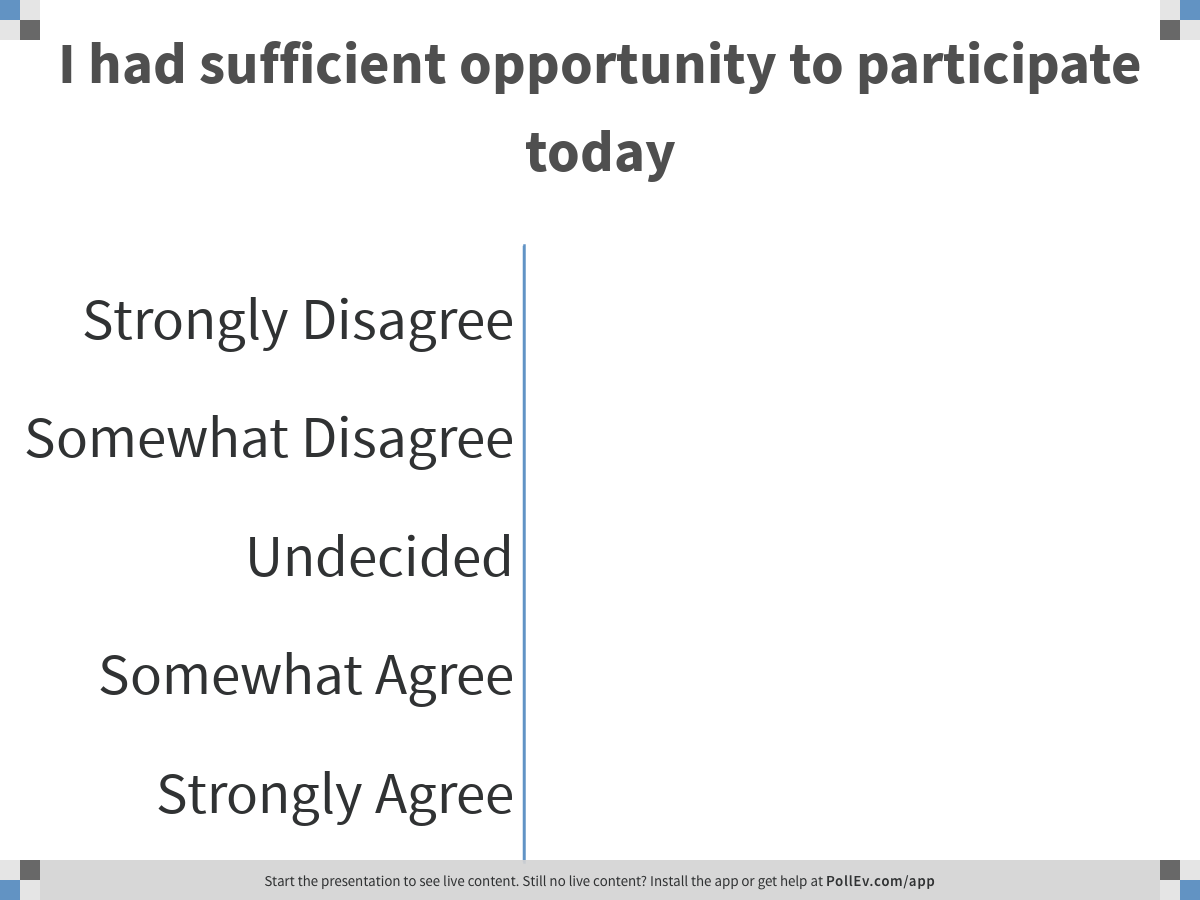 I had sufficient opportunity to participate
today
Strongly Disagree
Somewhat Disagree
Undecided
Somewhat Agree
Strongly Agree
Start the presentation to see live content. Still no live content? Install the app or get help at PollEv.com/app